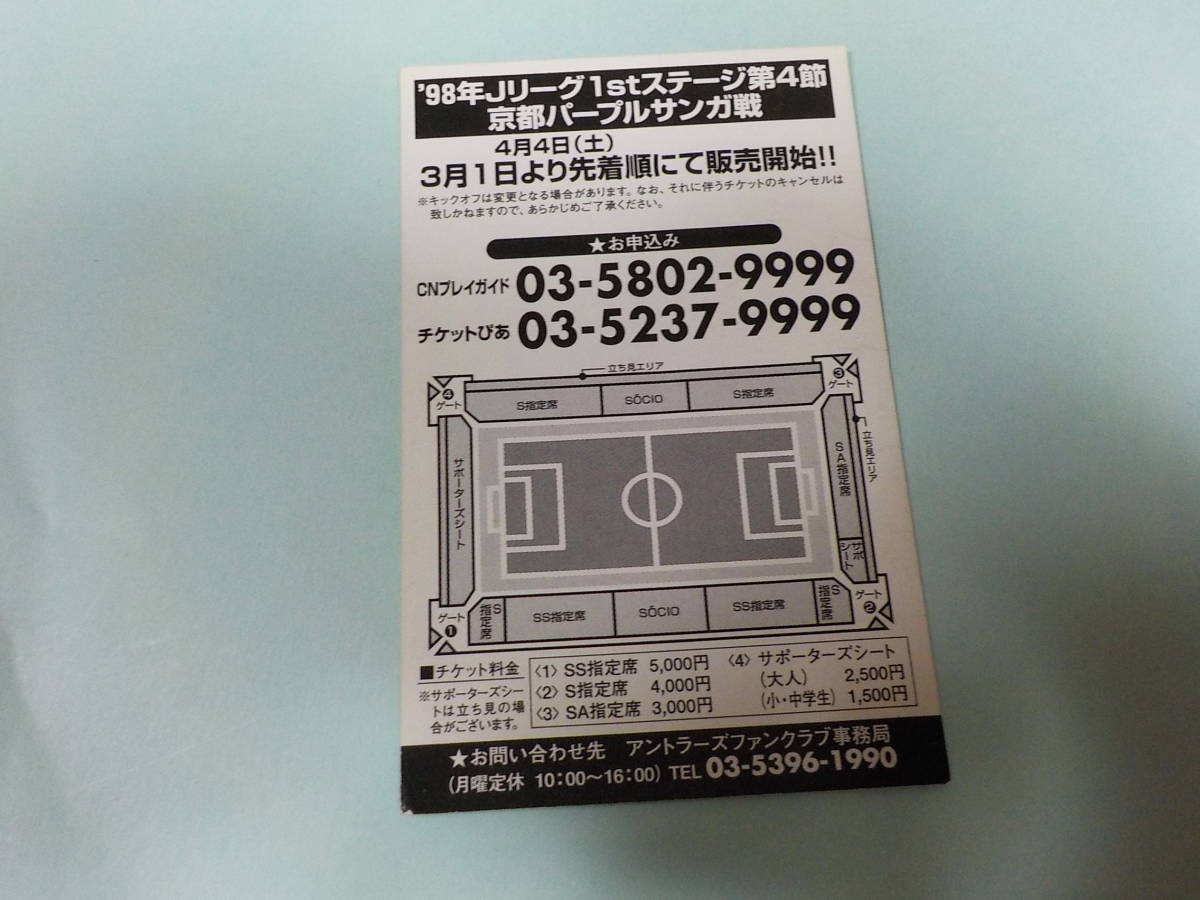 '98年Jリーグ1stステージ第4節
京都パープルサンガ戦
4月4日(土)
3月1日より先着順にて販売開始!!
※キックオフは変更となる場合があります。なお、それに伴うチケットのキャンセルは
致しかねますので、あらかじめご了承ください。
★お申込み
CNプレイガイド 03-5802-9999
チケットぴあ 03-5237-9999
立ち見エリア
④
ゲート
S指定席
SÓCIO
S指定席
③
ゲート
サポーターズシート
SA指定席
立ち見エリア
サポシート
ゲート
①
S指定席
SS指定席
SÓCIO
SS指定席
S指定席
ゲート
②
■チケット料金
※サポーターズシー
トは立ち見の場
合がございます。
〈1〉SS指定席 5,000円
〈2〉S指定席 4,000円
〈3〉SA指定席 3,000円
〈4〉サポーターズシート
(大人) 2,500円
(小・中学生) 1,500円
★お問い合わせ先 アントラーズファンクラブ事務局
(月曜定休 10:00〜16:00) TEL 03-5396-1990